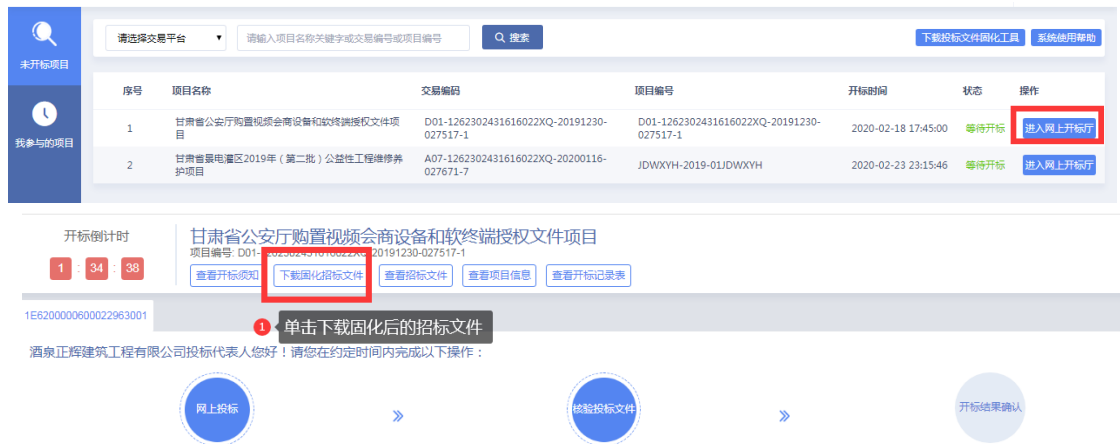 请选择交易平台 ▼ 请输入项目名称关键字或交易编号或项目编号 搜索 下载投标文件固化工具 系统使用帮助
未开标项目
我参与的项目
序号 项目名称 交易编码 项目编号 开标时间 状态 操作
1 甘肃省公安厅购置视频会商设备和软终端授权文件项目 D01-1262302431616022XQ-20191230-027517-1 D01-1262302431616022XQ-20191230-027517-1 2020-02-18 17:45:00 等待开标 进入网上开标厅
2 甘肃省景电灌区2019年（第二批）公益性工程维修养护项目 A07-1262302431616022XQ-20200116-027671-7 JDWXYH-2019-01JDWXYH 2020-02-23 23:15:46 等待开标 进入网上开标厅
开标倒计时
1 : 34 : 38
甘肃省公安厅购置视频会商设备和软终端授权文件项目
项目编号: D01-1262302431616022XQ-20191230-027517-1
查看开标须知 下载固化招标文件 查看招标文件 查看项目信息 查看开标记录表
1E6200000600022963001
1 单击下载固化后的招标文件
酒泉正辉建筑工程有限公司投标代表人您好！请您在约定时间内完成以下操作：
网上投标 » 核验投标文件 » 开标结果确认